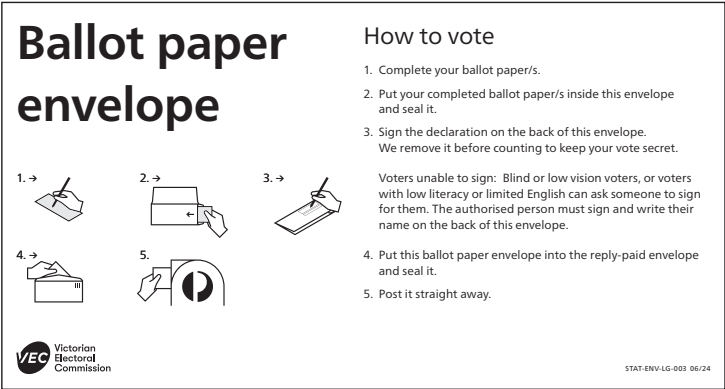 Ballot paper
envelope
1. →
2. →
3. →
4. →
5.
VEC
Victorian
Electoral
Commission
How to vote
1. Complete your ballot paper/s.
2. Put your completed ballot paper/s inside this envelope
and seal it.
3. Sign the declaration on the back of this envelope.
We remove it before counting to keep your vote secret.
Voters unable to sign: Blind or low vision voters, or voters
with low literacy or limited English can ask someone to sign
for them. The authorised person must sign and write their
name on the back of this envelope.
4. Put this ballot paper envelope into the reply-paid envelope
and seal it.
5. Post it straight away.
STAT-ENV-LG-003 06/24